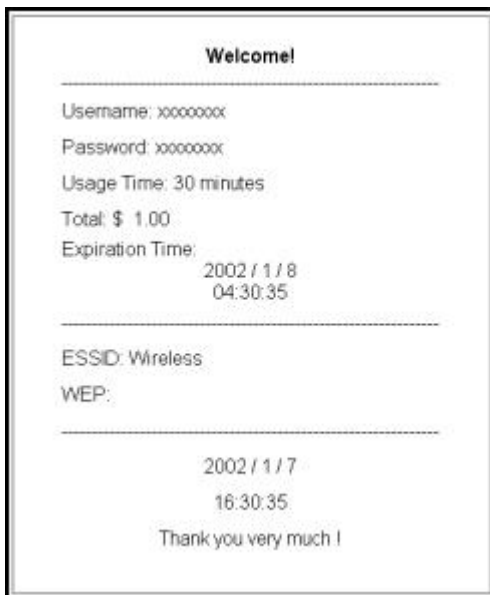 Welcome!
--------------------------------------------------------------------------------
Username: xxxxxxxx
Password: xxxxxxxx
Usage Time: 30 minutes
Total: $ 1.00
Expiration Time:
2002 / 1 / 8
04:30:35
--------------------------------------------------------------------------------
ESSID: Wireless
WEP:
--------------------------------------------------------------------------------
2002 / 1 / 7
16:30:35
Thank you very much !